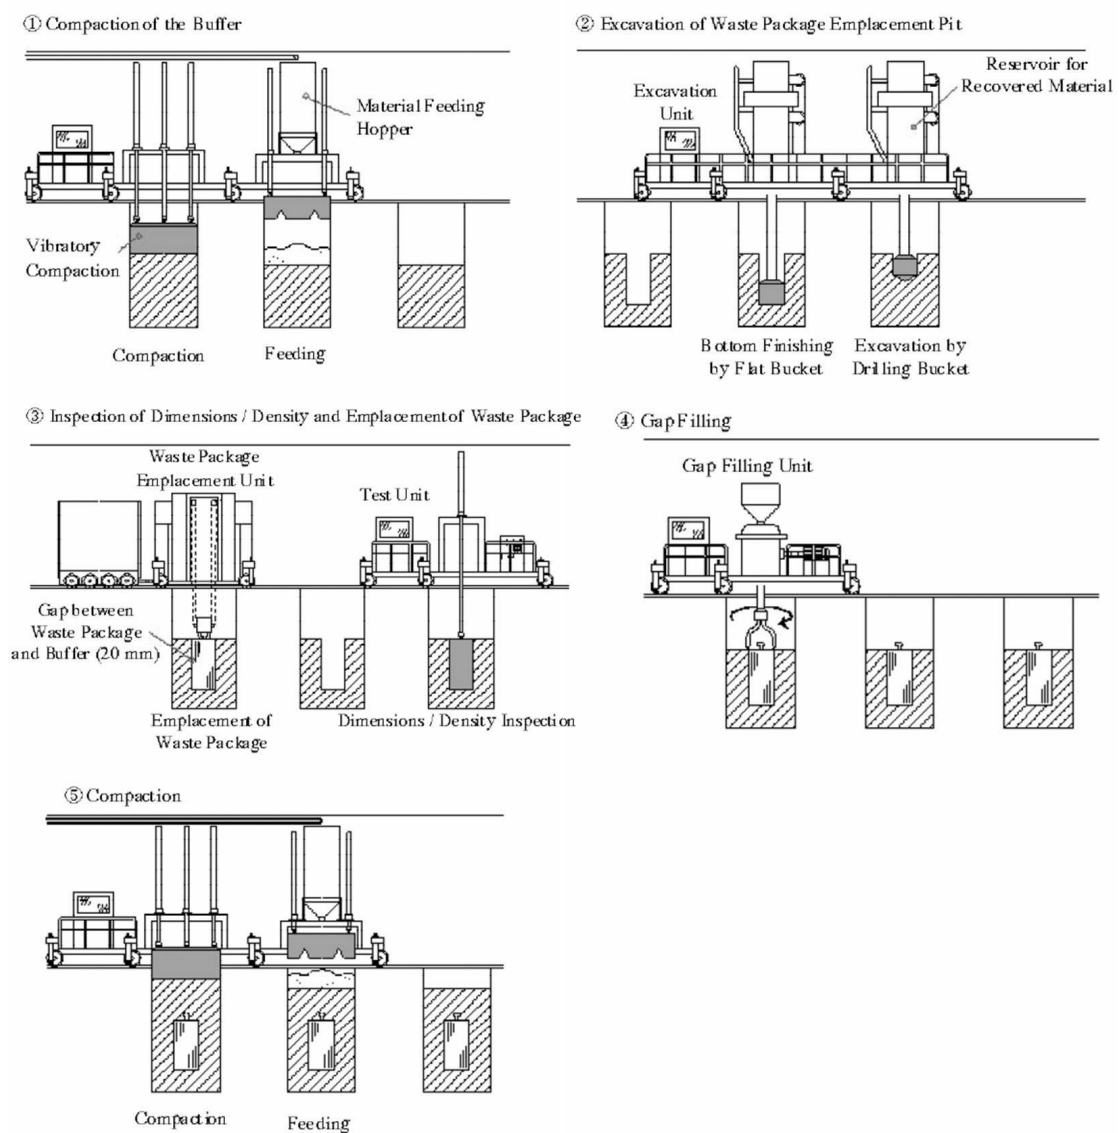 ① Compaction of the Buffer
Material Feeding
Hopper
Vibratory
Compaction
Compaction
Feeding
② Excavation of Waste Package Emplacement Pit
Excavation
Unit
Reservoir for
Recovered Material
Bottom Finishing
by Flat Bucket
Excavation by
Drilling Bucket
③ Inspection of Dimensions / Density and Emplacement of Waste Package
Waste Package
Emplacement Unit
Test Unit
Gap between
Waste Package
and Buffer (20 mm)
Emplacement of
Waste Package
Dimensions / Density Inspection
④ Gap Filling
Gap Filling Unit
⑤ Compaction
Compaction
Feeding